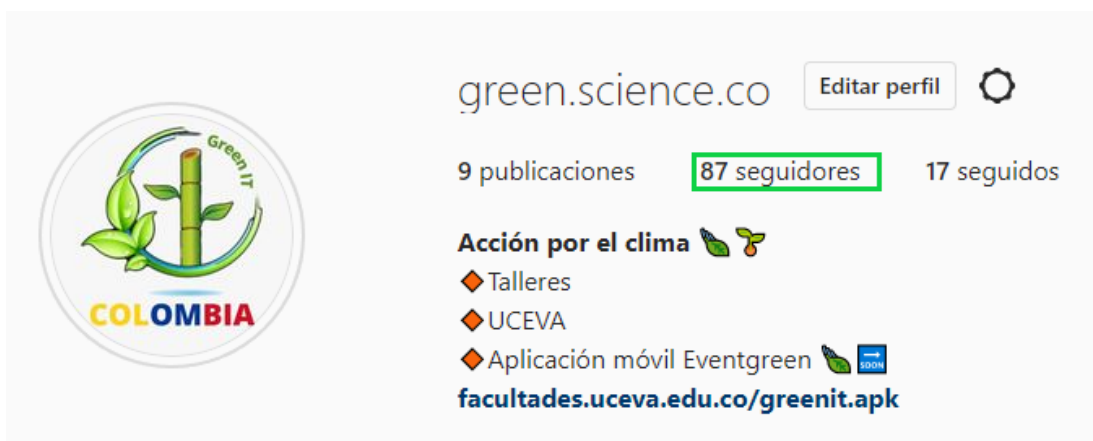 Green IT
COLOMBIA
green.science.co Editar perfil
9 publicaciones 87 seguidores 17 seguidos
Acción por el clima
Talleres
UCEVA
Aplicación móvil Eventgreen SOON
facultades.uceva.edu.co/greenit.apk